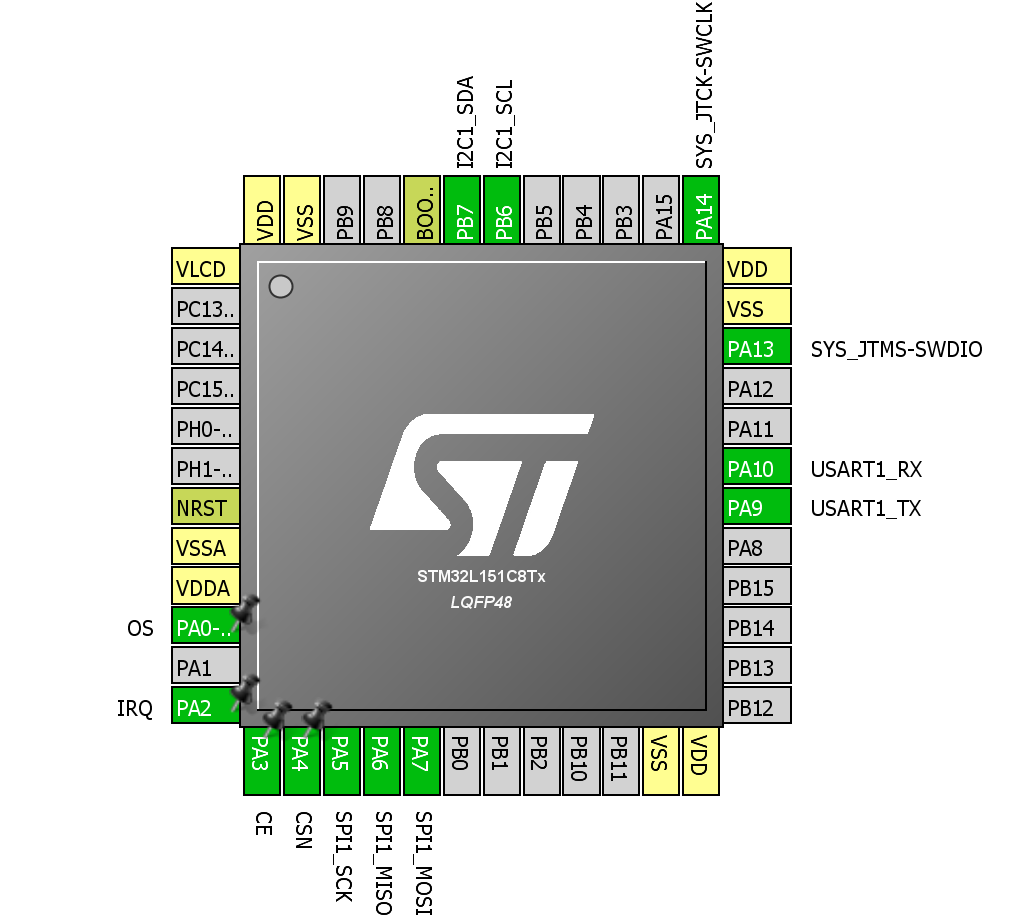 SYS_JTCK-SWCLK
I2C1_SDA
I2C1_SCL
VDD
VSS
PB9
PB8
BOO..
PB7
PB6
PB5
PB4
PB3
PA15
PA14
VLCD
PC13..
PC14..
PC15..
PH0-..
PH1-..
NRST
VSSA
VDDA
OS PA0-..
PA1
IRQ PA2
VDD
VSS
PA13 SYS_JTMS-SWDIO
PA12
PA11
PA10 USART1_RX
PA9 USART1_TX
PA8
PB15
PB14
PB13
PB12
ST
STM32L151C8Tx
LQFP48
PA3
PA4
PA5
PA6
PA7
PB0
PB1
PB2
PB10
PB11
VSS
VDD
CE
CSN
SPI1_SCK
SPI1_MISO
SPI1_MOSI